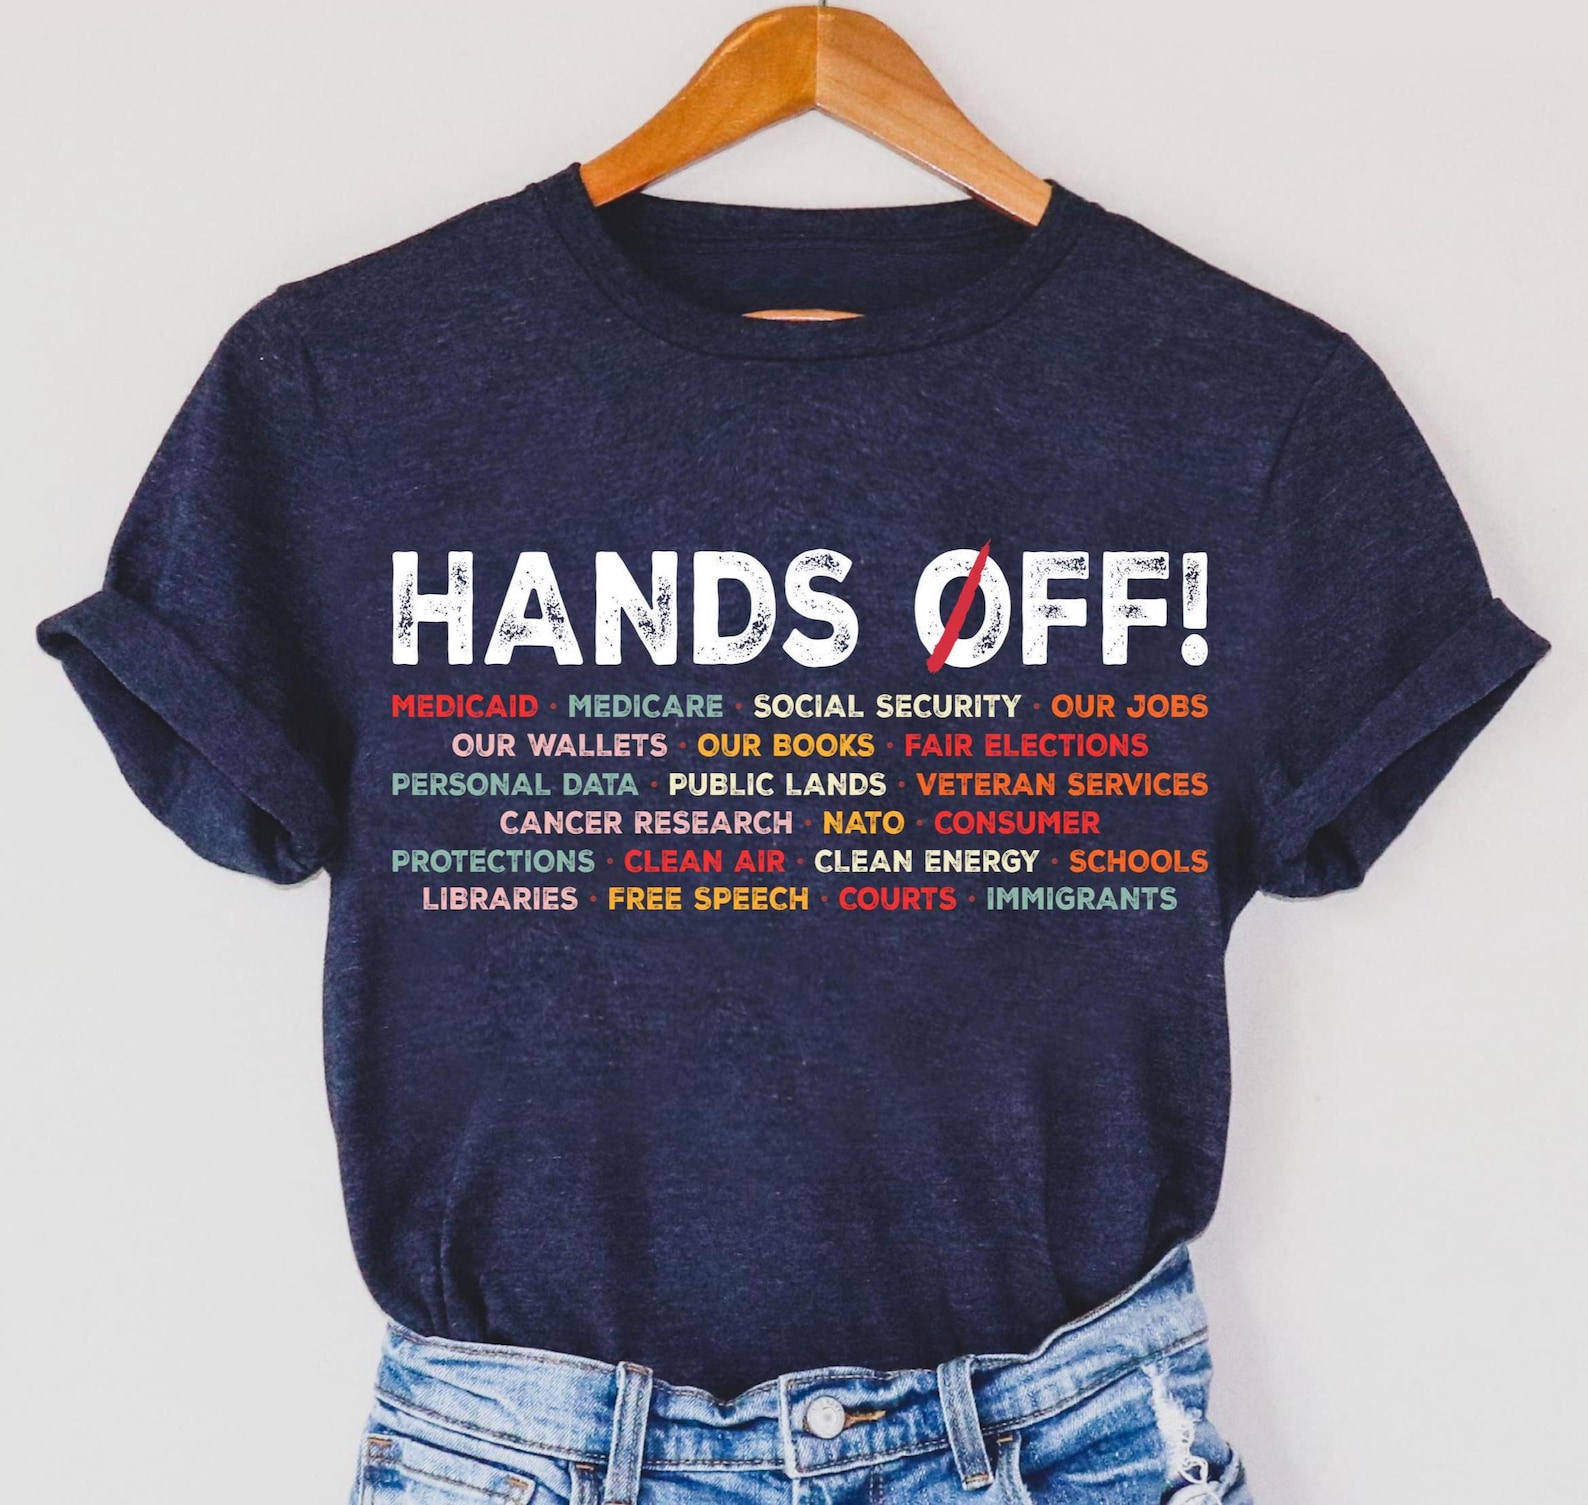 HANDS OFF!
MEDICAID • MEDICARE • SOCIAL SECURITY • OUR JOBS
OUR WALLETS • OUR BOOKS • FAIR ELECTIONS
PERSONAL DATA • PUBLIC LANDS • VETERAN SERVICES
CANCER RESEARCH • NATO • CONSUMER
PROTECTIONS • CLEAN AIR • CLEAN ENERGY • SCHOOLS
LIBRARIES • FREE SPEECH • COURTS • IMMIGRANTS